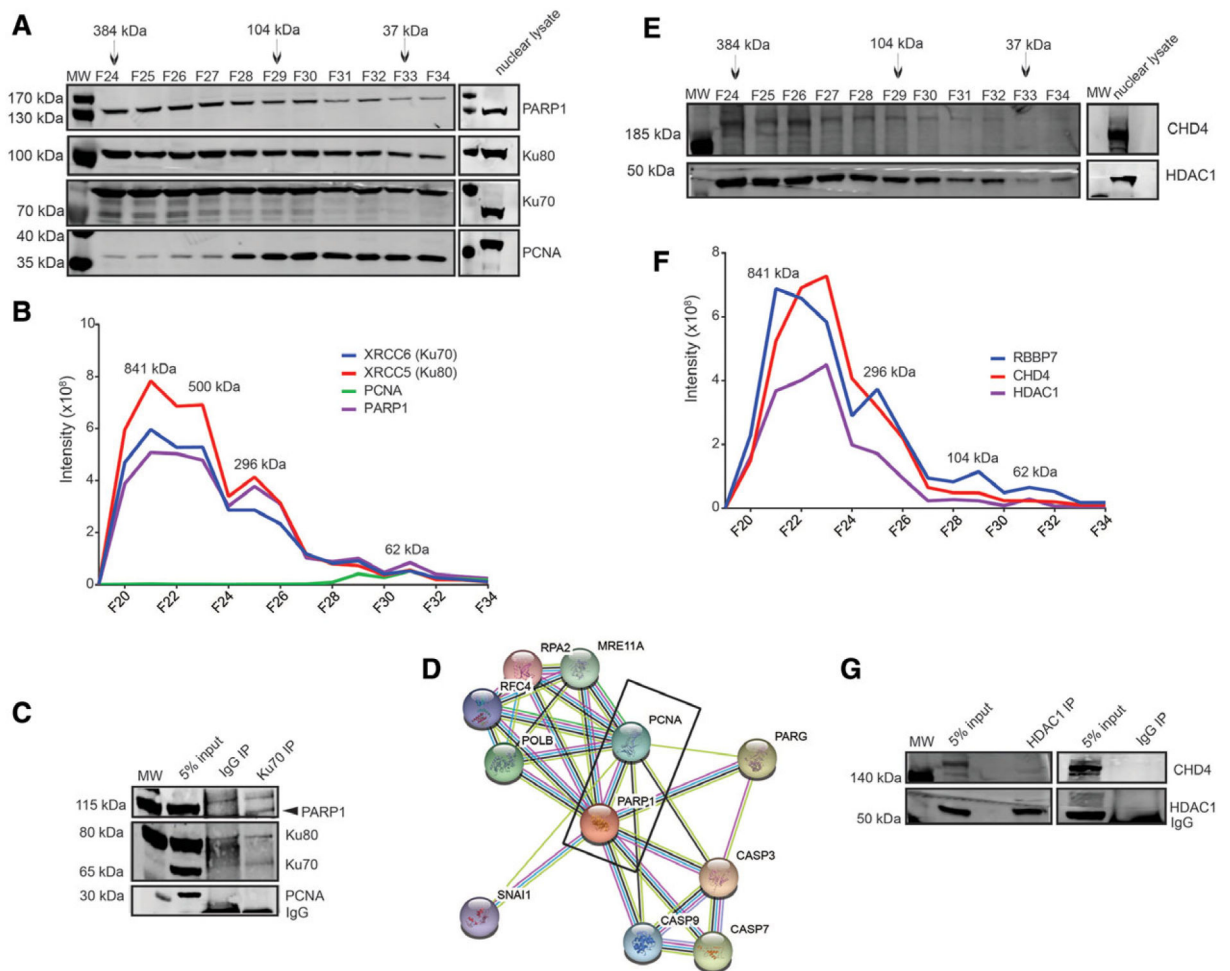 A
384 kDa 104 kDa 37 kDa
nuclear lysate
MW F24 F25 F26 F27 F28 F29 F30 F31 F32 F33 F34
170 kDa
130 kDa
PARP1
100 kDa
Ku80
70 kDa
Ku70
40 kDa
35 kDa
PCNA
B
Intensity (x10⁸)
10
8
6
4
2
0
841 kDa
500 kDa
296 kDa
62 kDa
XRCC6 (Ku70)
XRCC5 (Ku80)
PCNA
PARP1
F20 F22 F24 F26 F28 F30 F32 F34
C
MW 5% input IgG IP Ku70 IP
115 kDa
PARP1
80 kDa
Ku80
Ku70
65 kDa
30 kDa
PCNA
IgG
D
RPA2
MRE11A
RFC4
PCNA
POLB
PARG
PARP1
CASP3
SNAI1
CASP9
CASP7
E
384 kDa 104 kDa 37 kDa
MW F24 F25 F26 F27 F28 F29 F30 F31 F32 F33 F34
MW nuclear lysate
185 kDa
CHD4
50 kDa
HDAC1
F
Intensity (x10⁸)
8
6
4
2
0
841 kDa
296 kDa
104 kDa
62 kDa
RBBP7
CHD4
HDAC1
F20 F22 F24 F26 F28 F30 F32 F34
G
MW 5% input HDAC1 IP 5% input IgG IP
140 kDa
CHD4
50 kDa
HDAC1
IgG